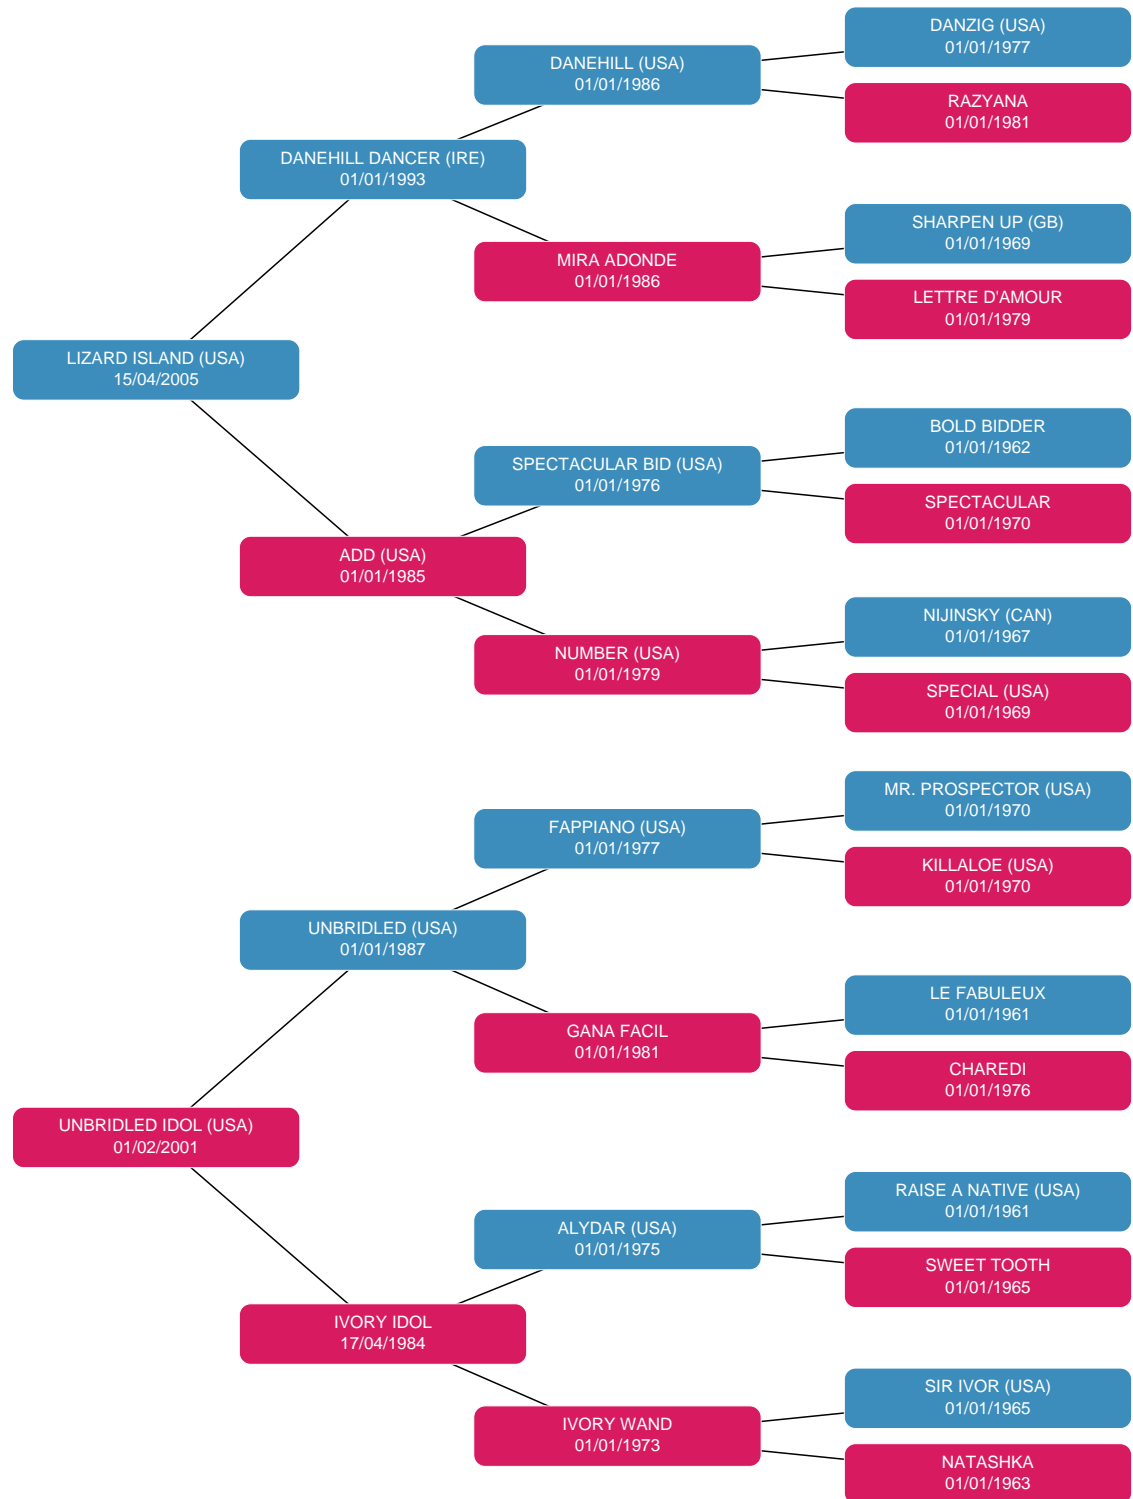 DANZIG (USA)
01/01/1977
DANEHILL (USA)
01/01/1986
RAZYANA
01/01/1981
DANEHILL DANCER (IRE)
01/01/1993
SHARPEN UP (GB)
01/01/1969
MIRA ADONDE
01/01/1986
LETTRE D'AMOUR
01/01/1979
LIZARD ISLAND (USA)
15/04/2005
BOLD BIDDER
01/01/1962
SPECTACULAR BID (USA)
01/01/1976
SPECTACULAR
01/01/1970
ADD (USA)
01/01/1985
NIJINSKY (CAN)
01/01/1967
NUMBER (USA)
01/01/1979
SPECIAL (USA)
01/01/1969
MR. PROSPECTOR (USA)
01/01/1970
FAPPIANO (USA)
01/01/1977
KILLALOE (USA)
01/01/1970
UNBRIDLED (USA)
01/01/1987
LE FABULEUX
01/01/1961
GANA FACIL
01/01/1981
CHAREDI
01/01/1976
UNBRIDLED IDOL (USA)
01/02/2001
RAISE A NATIVE (USA)
01/01/1961
ALYDAR (USA)
01/01/1975
SWEET TOOTH
01/01/1965
IVORY IDOL
17/04/1984
SIR IVOR (USA)
01/01/1965
IVORY WAND
01/01/1973
NATASHKA
01/01/1963